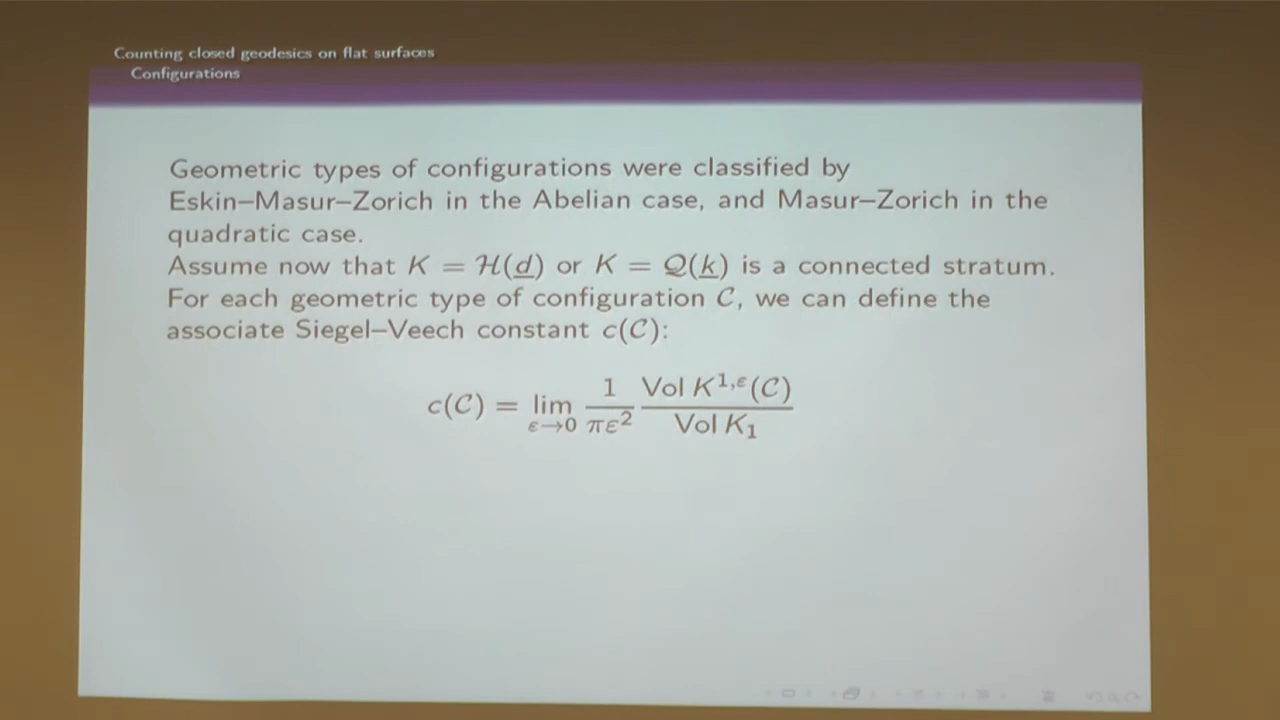 Counting closed geodesics on flat surfaces
Configurations
Geometric types of configurations were classified by
Eskin–Masur–Zorich in the Abelian case, and Masur–Zorich in the
quadratic case.
Assume now that K = ℋ(d̲) or K = 𝒬(k̲) is a connected stratum.
For each geometric type of configuration 𝒞, we can define the
associate Siegel–Veech constant c(𝒞):
c(𝒞) = lim_{ε→0} 1/(πε²) Vol K^{1,ε}(𝒞)/Vol K₁